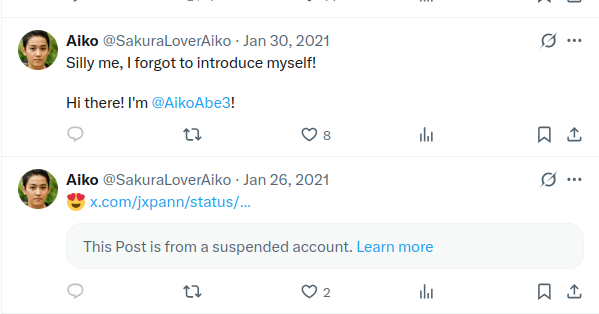 Aiko @SakuraLoverAiko · Jan 30, 2021
Silly me, I forgot to introduce myself!
Hi there! I'm @AikoAbe3!
8
Aiko @SakuraLoverAiko · Jan 26, 2021
😍 x.com/jxpann/status/...
This Post is from a suspended account. Learn more
2